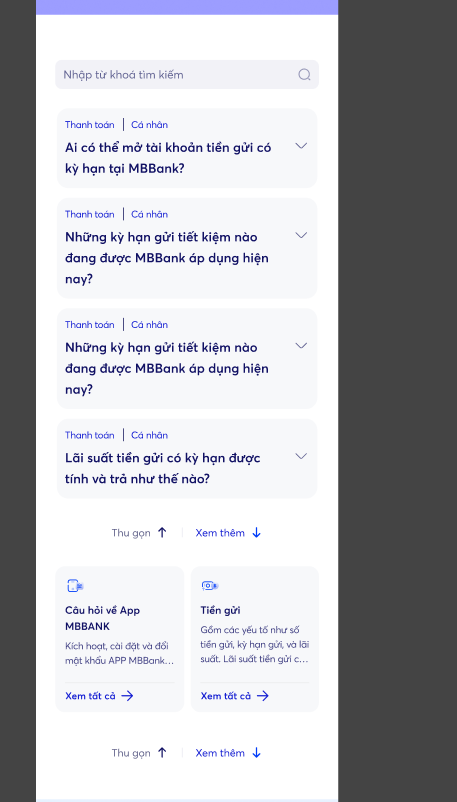 Nhập từ khoá tìm kiếm
Thanh toán | Cá nhân
Ai có thể mở tài khoản tiền gửi có
kỳ hạn tại MBBank?
Thanh toán | Cá nhân
Những kỳ hạn gửi tiết kiệm nào
đang được MBBank áp dụng hiện
nay?
Thanh toán | Cá nhân
Những kỳ hạn gửi tiết kiệm nào
đang được MBBank áp dụng hiện
nay?
Thanh toán | Cá nhân
Lãi suất tiền gửi có kỳ hạn được
tính và trả như thế nào?
Thu gọn Xem thêm
Câu hỏi về App
MBBANK
Kích hoạt, cài đặt và đổi
mật khẩu APP MBBank...
Xem tất cả
Tiền gửi
Gồm các yếu tố như số
tiền gửi, kỳ hạn gửi, và lãi
suất. Lãi suất tiền gửi c...
Xem tất cả
Thu gọn Xem thêm